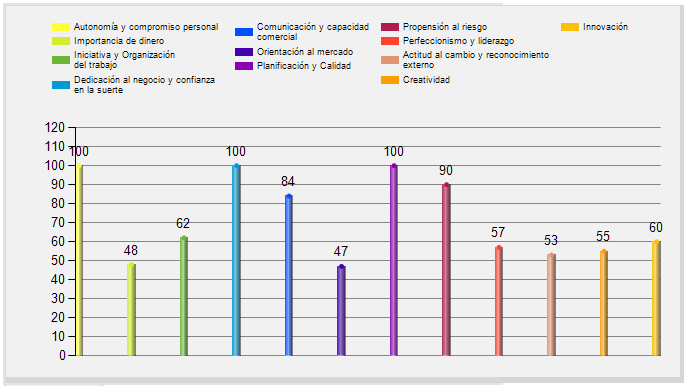 Autonomía y compromiso personal
Importancia de dinero
Iniciativa y Organización
del trabajo
Dedicación al negocio y confianza
en la suerte
Comunicación y capacidad
comercial
Orientación al mercado
Planificación y Calidad
Propensión al riesgo
Perfeccionismo y liderazgo
Actitud al cambio y reconocimiento
externo
Creatividad
Innovación
120
110
100
90
80
70
60
50
40
30
20
10
0
100
48
62
100
84
47
100
90
57
53
55
60